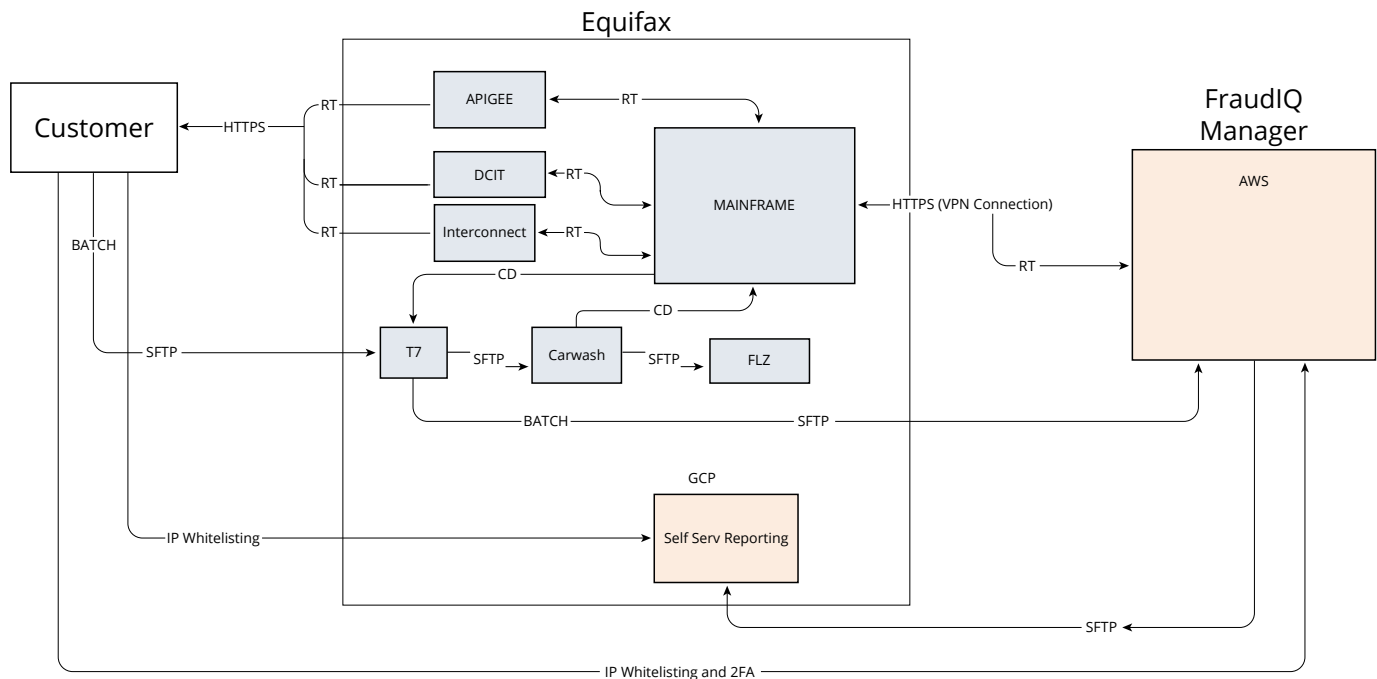 Equifax
Customer
HTTPS
RT
APIGEE
RT
FraudIQ
Manager
AWS
RT
DCIT
RT
MAINFRAME
HTTPS (VPN Connection)
RT
Interconnect
RT
BATCH
RT
CD
CD
SFTP
T7
SFTP
Carwash
SFTP
FLZ
BATCH
SFTP
GCP
IP Whitelisting
Self Serv Reporting
SFTP
IP Whitelisting and 2FA